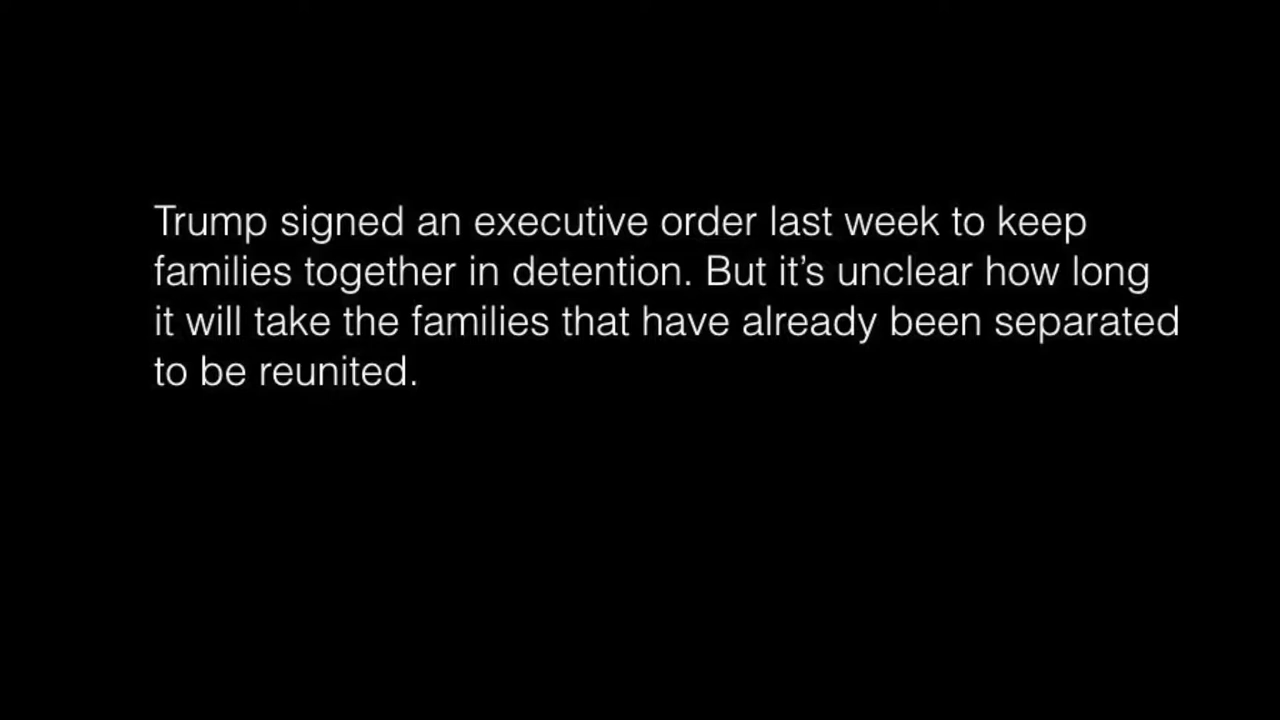 Trump signed an executive order last week to keep
families together in detention. But it’s unclear how long
it will take the families that have already been separated
to be reunited.